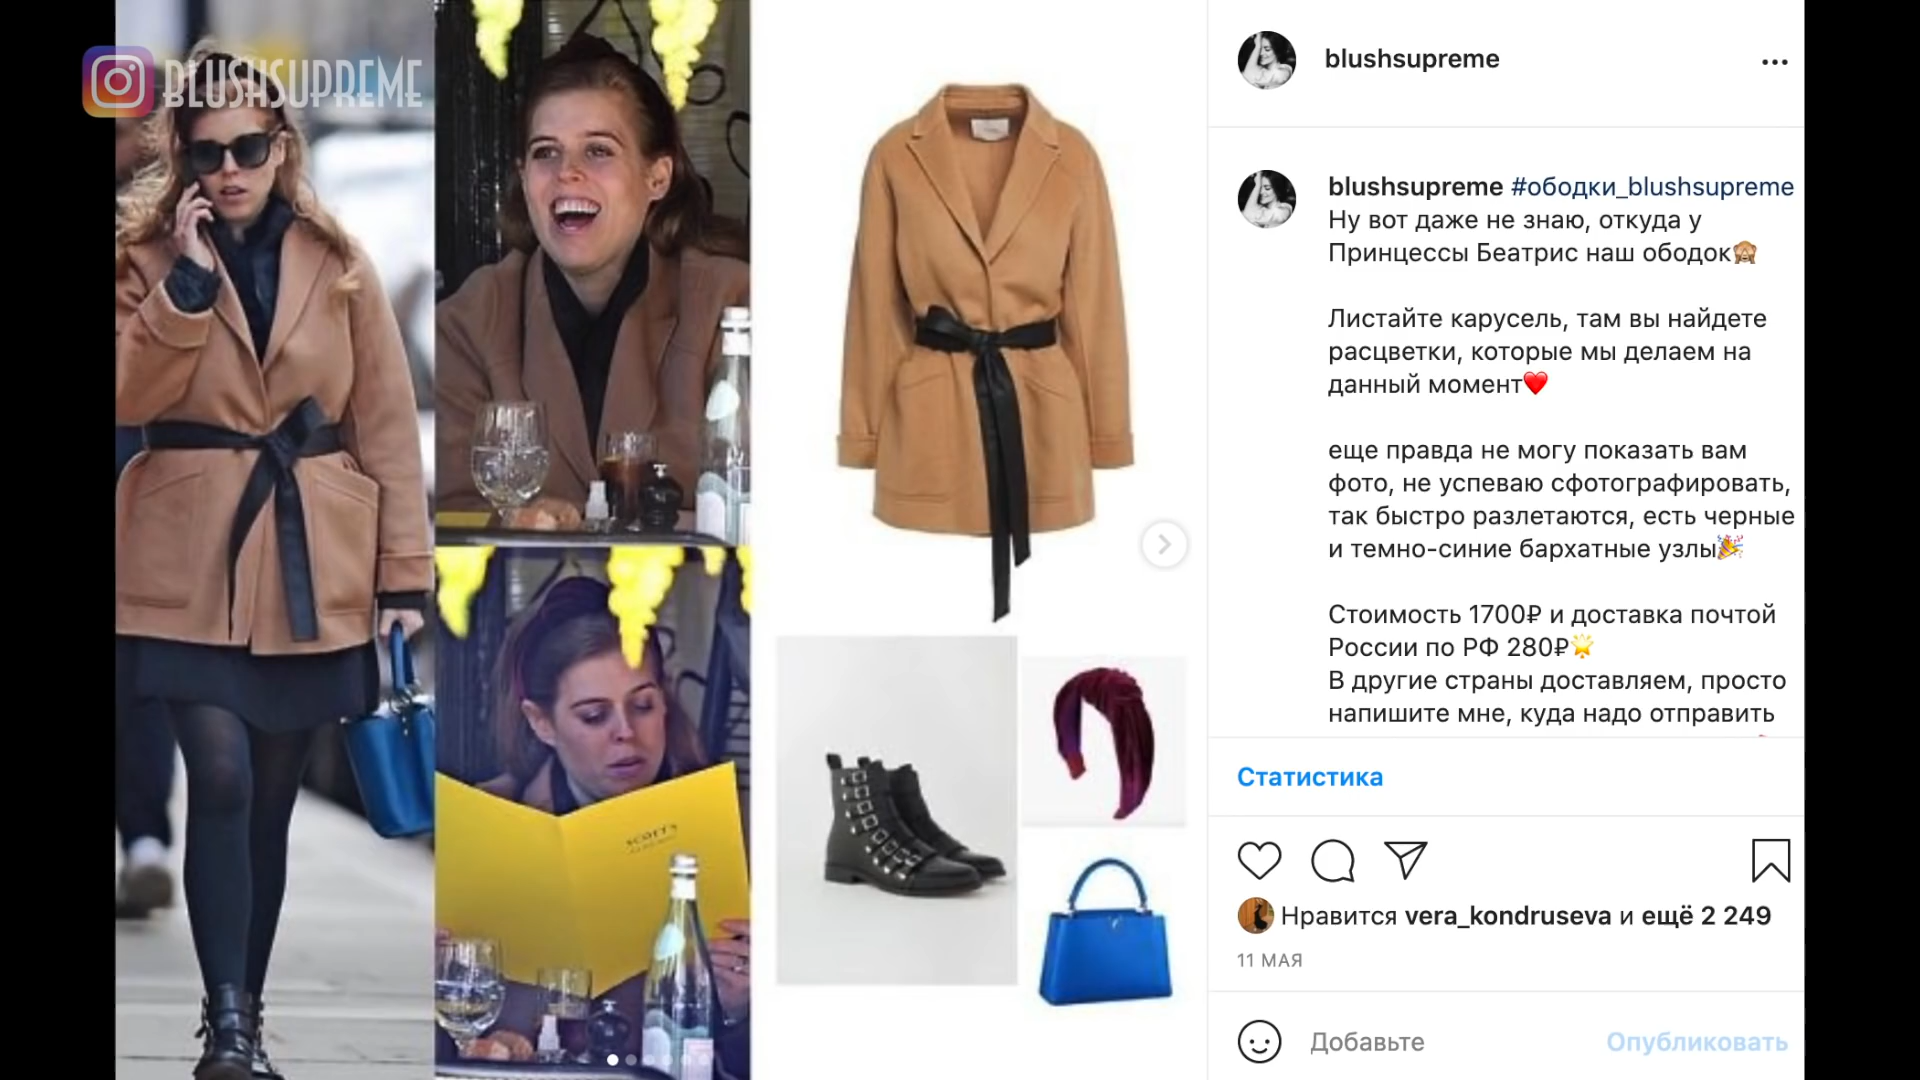 BLUSHSUPREME
SCOTT'S
blushsupreme
blushsupreme #ободки_blushsupreme
Ну вот даже не знаю, откуда у
Принцессы Беатрис наш ободок🙈
Листайте карусель, там вы найдете
расцветки, которые мы делаем на
данный момент❤️
еще правда не могу показать вам
фото, не успеваю сфотографировать,
так быстро разлетаются, есть черные
и темно-синие бархатные узлы🎉
Стоимость 1700₽ и доставка почтой
России по РФ 280₽🌟
В другие страны доставляем, просто
напишите мне, куда надо отправить
Статистика
Нравится vera_kondruseva и ещё 2 249
11 МАЯ
Добавьте
Опубликовать